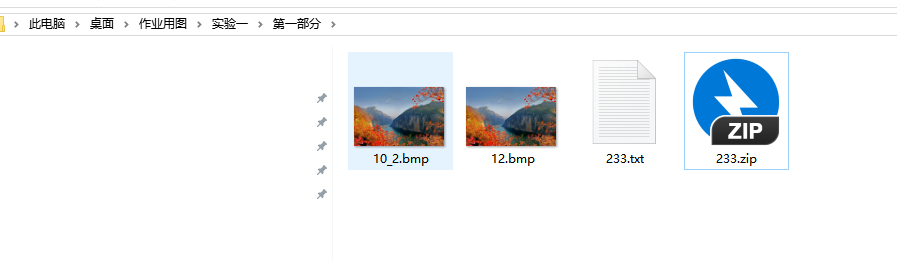 此电脑 > 桌面 > 作业用图 > 实验一 > 第一部分 >
ZIP
10_2.bmp 12.bmp 233.txt 233.zip